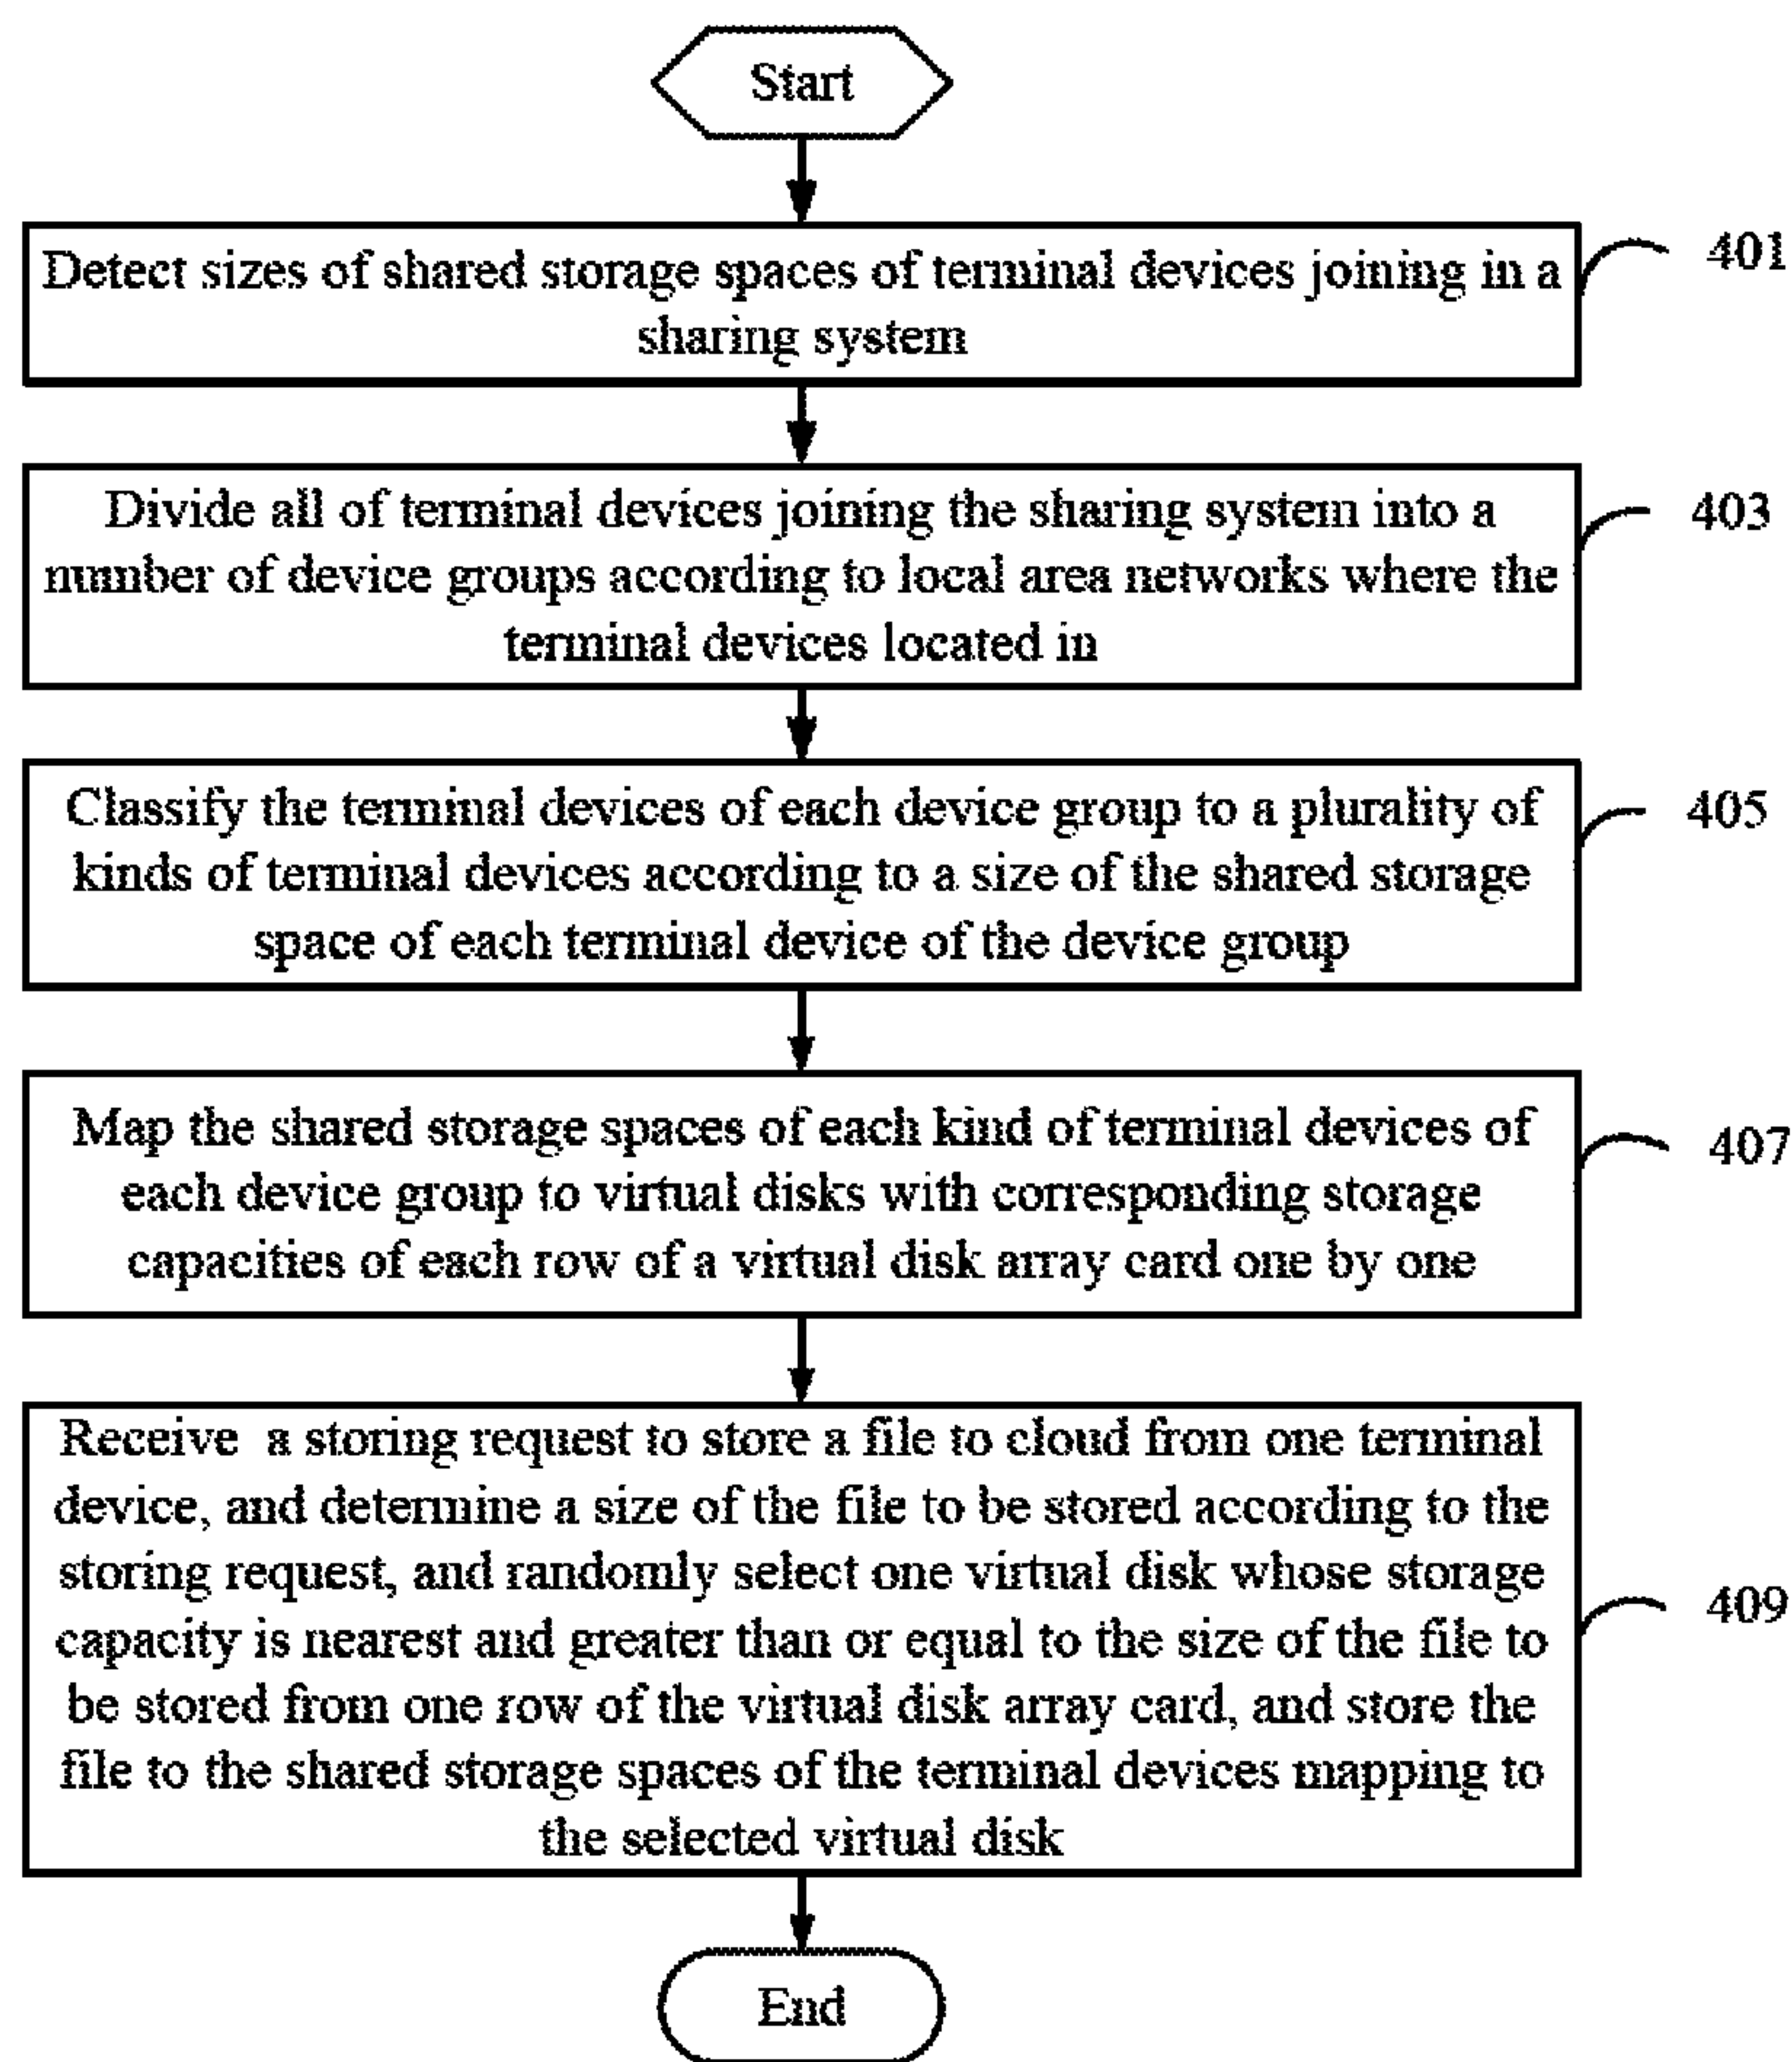 Start
Detect sizes of shared storage spaces of terminal devices joining in a
sharing system
401
Divide all of terminal devices joining the sharing system into a
number of device groups according to local area networks where the
terminal devices located in
403
Classify the terminal devices of each device group to a plurality of
kinds of terminal devices according to a size of the shared storage
space of each terminal device of the device group
405
Map the shared storage spaces of each kind of terminal devices of
each device group to virtual disks with corresponding storage
capacities of each row of a virtual disk array card one by one
407
Receive a storing request to store a file to cloud from one terminal
device, and determine a size of the file to be stored according to the
storing request, and randomly select one virtual disk whose storage
capacity is nearest and greater than or equal to the size of the file to
be stored from one row of the virtual disk array card, and store the
file to the shared storage spaces of the terminal devices mapping to
the selected virtual disk
409
End